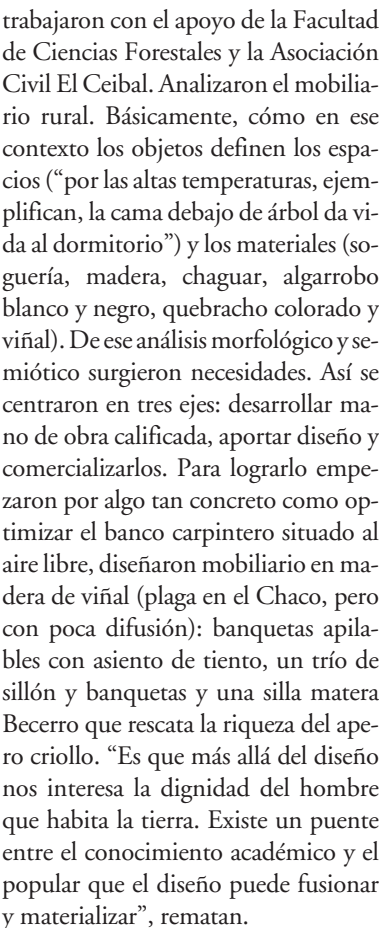 trabajaron con el apoyo de la Facultad
de Ciencias Forestales y la Asociación
Civil El Ceibal. Analizaron el mobilia-
rio rural. Básicamente, cómo en ese
contexto los objetos definen los espa-
cios (“por las altas temperaturas, ejem-
plifican, la cama debajo de árbol da vi-
da al dormitorio”) y los materiales (so-
guería, madera, chaguar, algarrobo
blanco y negro, quebracho colorado y
viñal). De ese análisis morfológico y se-
miótico surgieron necesidades. Así se
centraron en tres ejes: desarrollar ma-
no de obra calificada, aportar diseño y
comercializarlos. Para lograrlo empe-
zaron por algo tan concreto como op-
timizar el banco carpintero situado al
aire libre, diseñaron mobiliario en ma-
dera de viñal (plaga en el Chaco, pero
con poca difusión): banquetas apila-
bles con asiento de tiento, un trío de
sillón y banquetas y una silla matera
Becerro que rescata la riqueza del ape-
ro criollo. “Es que más allá del diseño
nos interesa la dignidad del hombre
que habita la tierra. Existe un puente
entre el conocimiento académico y el
popular que el diseño puede fusionar
y materializar”, rematan.